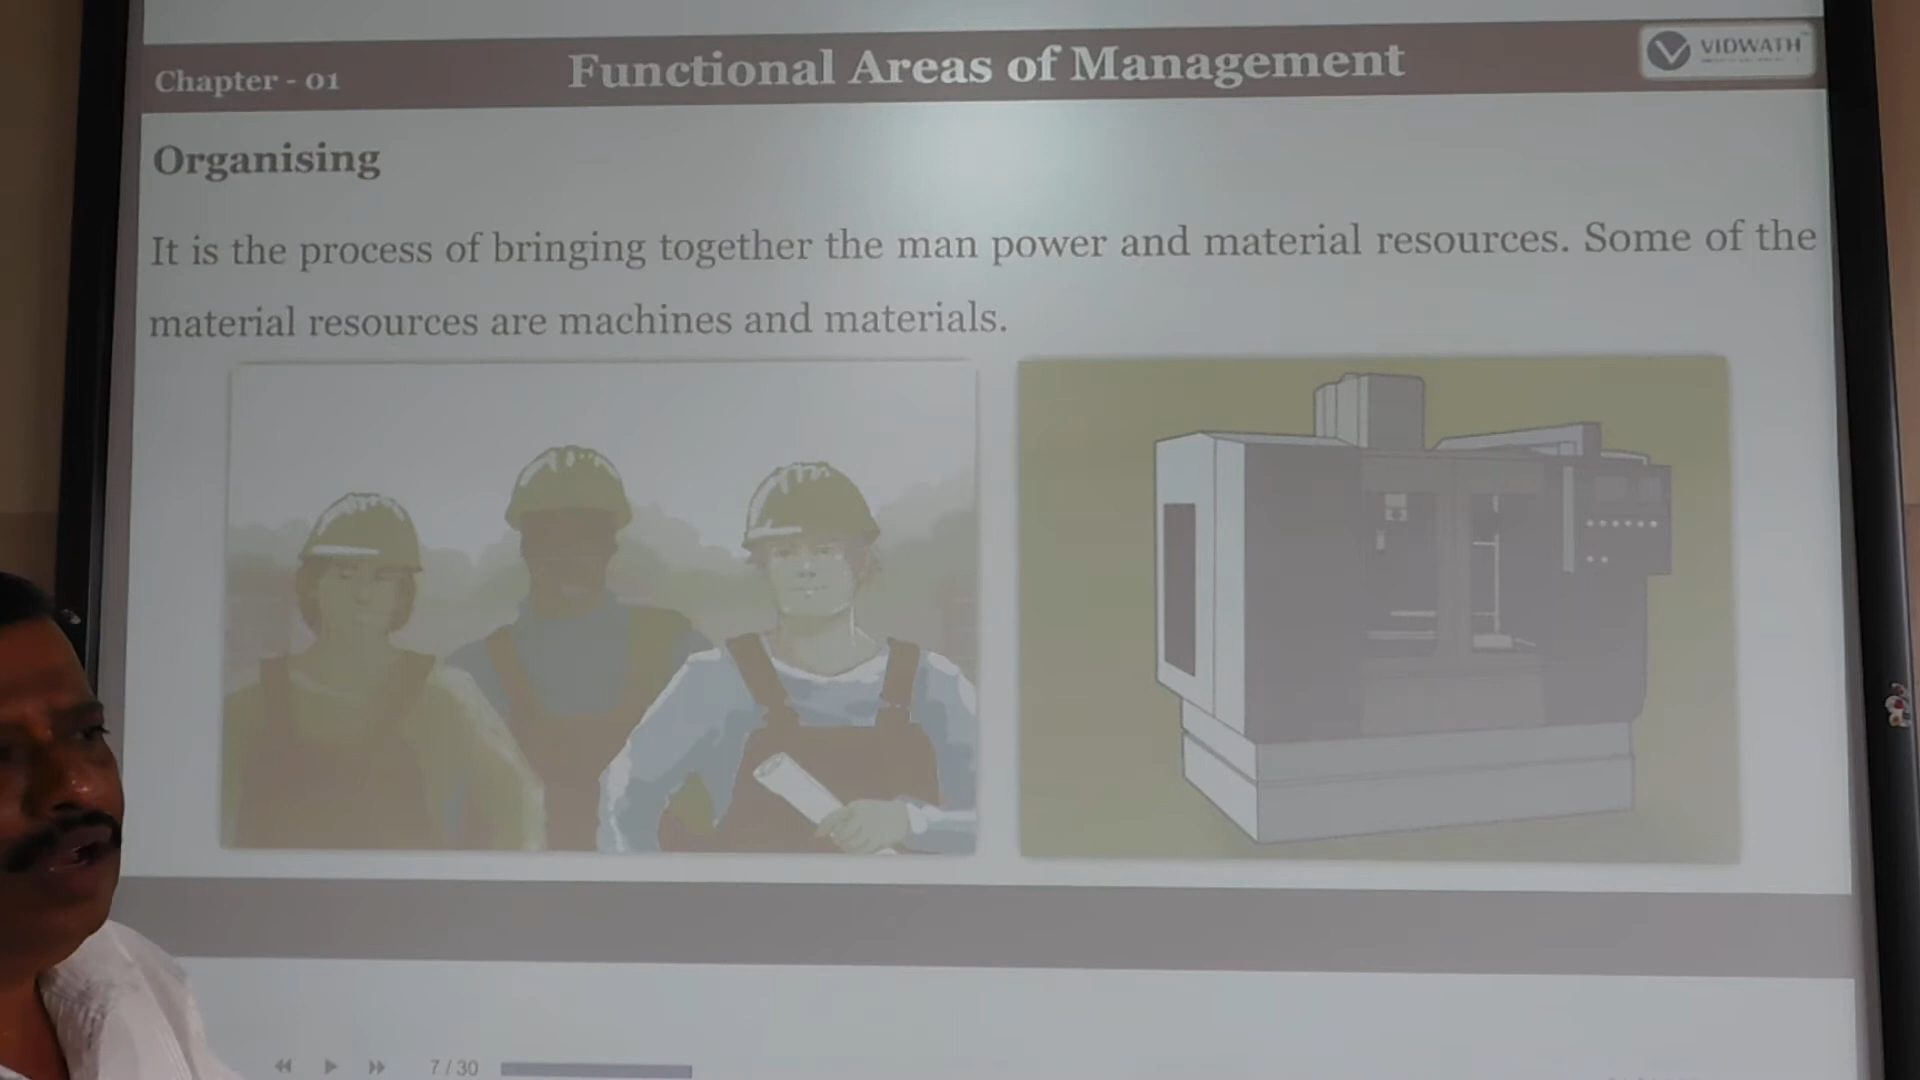 Chapter - 01
Functional Areas of Management
VIDWATH
Organising
It is the process of bringing together the man power and material resources. Some of the
material resources are machines and materials.
7 / 30